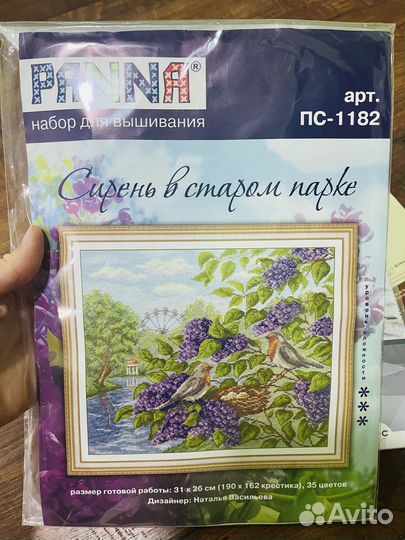 PANNA®
набор для вышивания
арт.
ПС-1182
Сирень в старом парке
уровень сложности
***
размер готовой работы: 31 x 26 см (190 x 162 крестика), 35 цветов
Дизайнер: Наталья Васильева
Avito